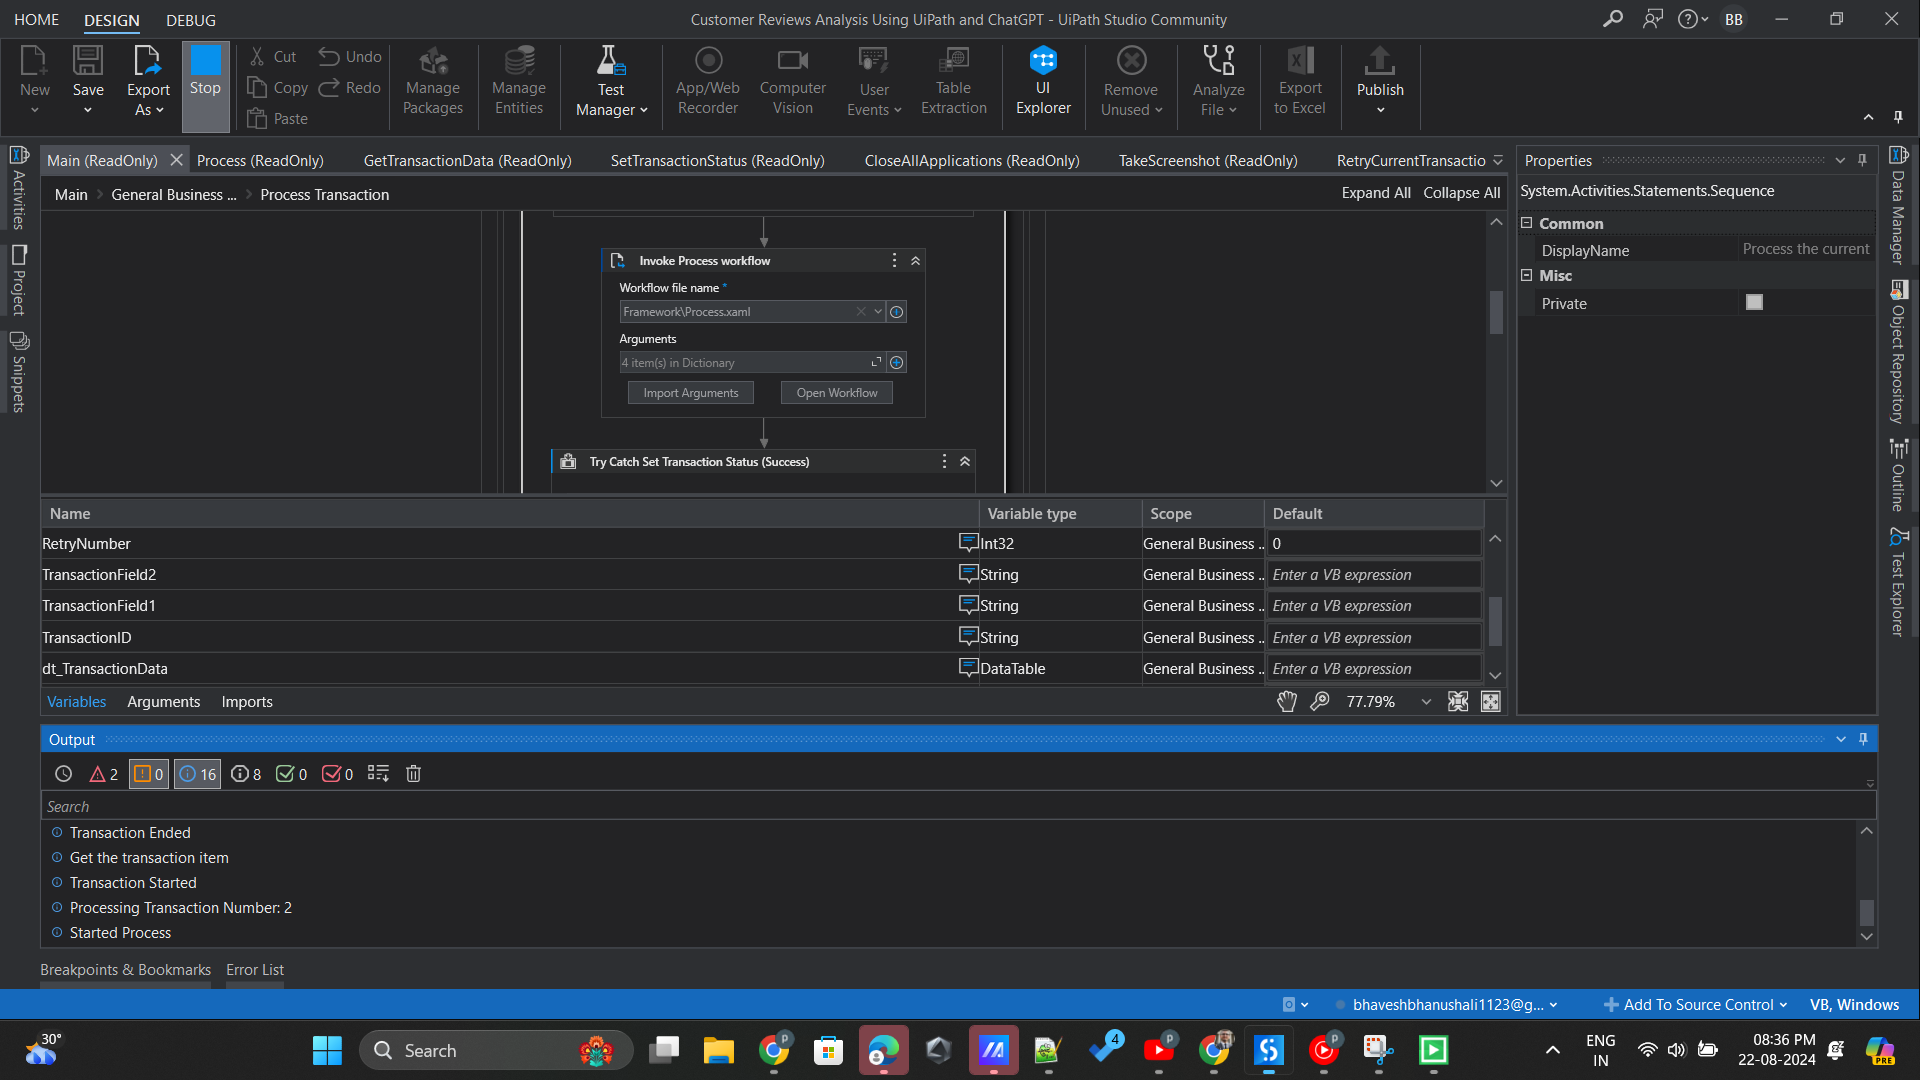 HOME DESIGN DEBUG
Customer Reviews Analysis Using UiPath and ChatGPT - UiPath Studio Community
BB
New
Save
Export As
Stop
Cut
Copy
Paste
Undo
Redo
Manage Packages
Manage Entities
Test Manager
App/Web Recorder
Computer Vision
User Events
Table Extraction
UI Explorer
Remove Unused
Analyze File
Export to Excel
Publish
Main (ReadOnly)
Process (ReadOnly)
GetTransactionData (ReadOnly)
SetTransactionStatus (ReadOnly)
CloseAllApplications (ReadOnly)
TakeScreenshot (ReadOnly)
RetryCurrentTransactio
Activities
Project
Snippets
Main > General Business ... > Process Transaction
Expand All Collapse All
Invoke Process workflow
Workflow file name *
Framework\Process.xaml
Arguments
4 item(s) in Dictionary
Import Arguments
Open Workflow
Try Catch Set Transaction Status (Success)
Properties
System.Activities.Statements.Sequence
Common
DisplayName Process the current
Misc
Private
Data Manager
Object Repository
Outline
Test Explorer
Name Variable type Scope Default
RetryNumber Int32 General Business .. 0
TransactionField2 String General Business .. Enter a VB expression
TransactionField1 String General Business .. Enter a VB expression
TransactionID String General Business .. Enter a VB expression
dt_TransactionData DataTable General Business .. Enter a VB expression
Variables Arguments Imports
77.79%
Output
2 0 16 8 0 0
Search
Transaction Ended
Get the transaction item
Transaction Started
Processing Transaction Number: 2
Started Process
Breakpoints & Bookmarks Error List
bhaveshbhanushali1123@g...
Add To Source Control
VB, Windows
30°
Search
P
4
P
P
ENG
IN
08:36 PM
22-08-2024
PRE